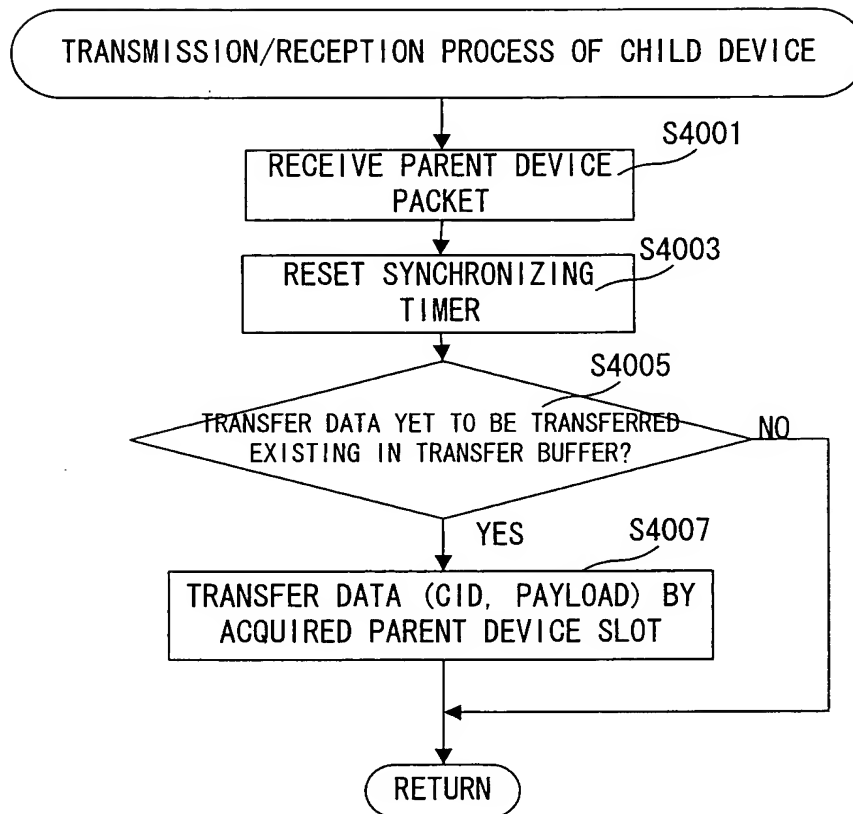 TRANSMISSION/RECEPTION PROCESS OF CHILD DEVICE
S4001
RECEIVE PARENT DEVICE
PACKET
S4003
RESET SYNCHRONIZING
TIMER
S4005
TRANSFER DATA YET TO BE TRANSFERRED
EXISTING IN TRANSFER BUFFER?
NO
YES
S4007
TRANSFER DATA (CID, PAYLOAD) BY
ACQUIRED PARENT DEVICE SLOT
RETURN